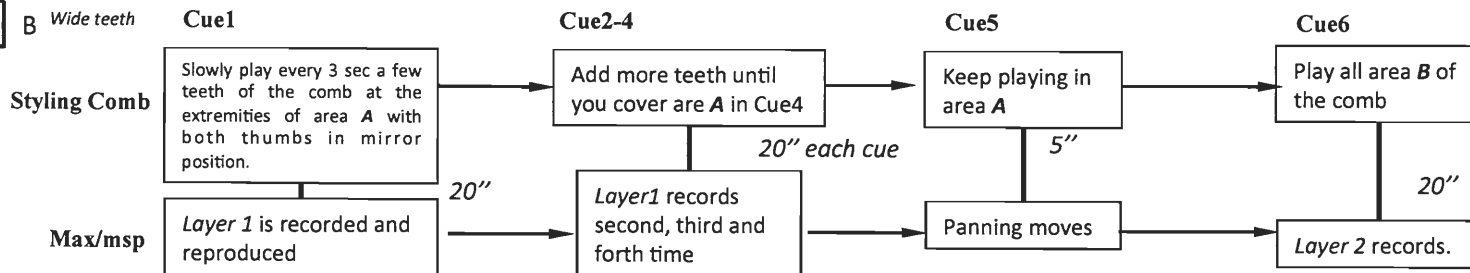 B Wide teeth
Cue1
Cue2-4
Cue5
Cue6
Styling Comb
Slowly play every 3 sec a few
teeth of the comb at the
extremities of area A with
both thumbs in mirror
position.
Add more teeth until
you cover are A in Cue4
Keep playing in
area A
Play all area B of
the comb
20’’
20’’ each cue
5’’
20’’
Max/msp
Layer 1 is recorded and
reproduced
Layer1 records
second, third and
forth time
Panning moves
Layer 2 records.